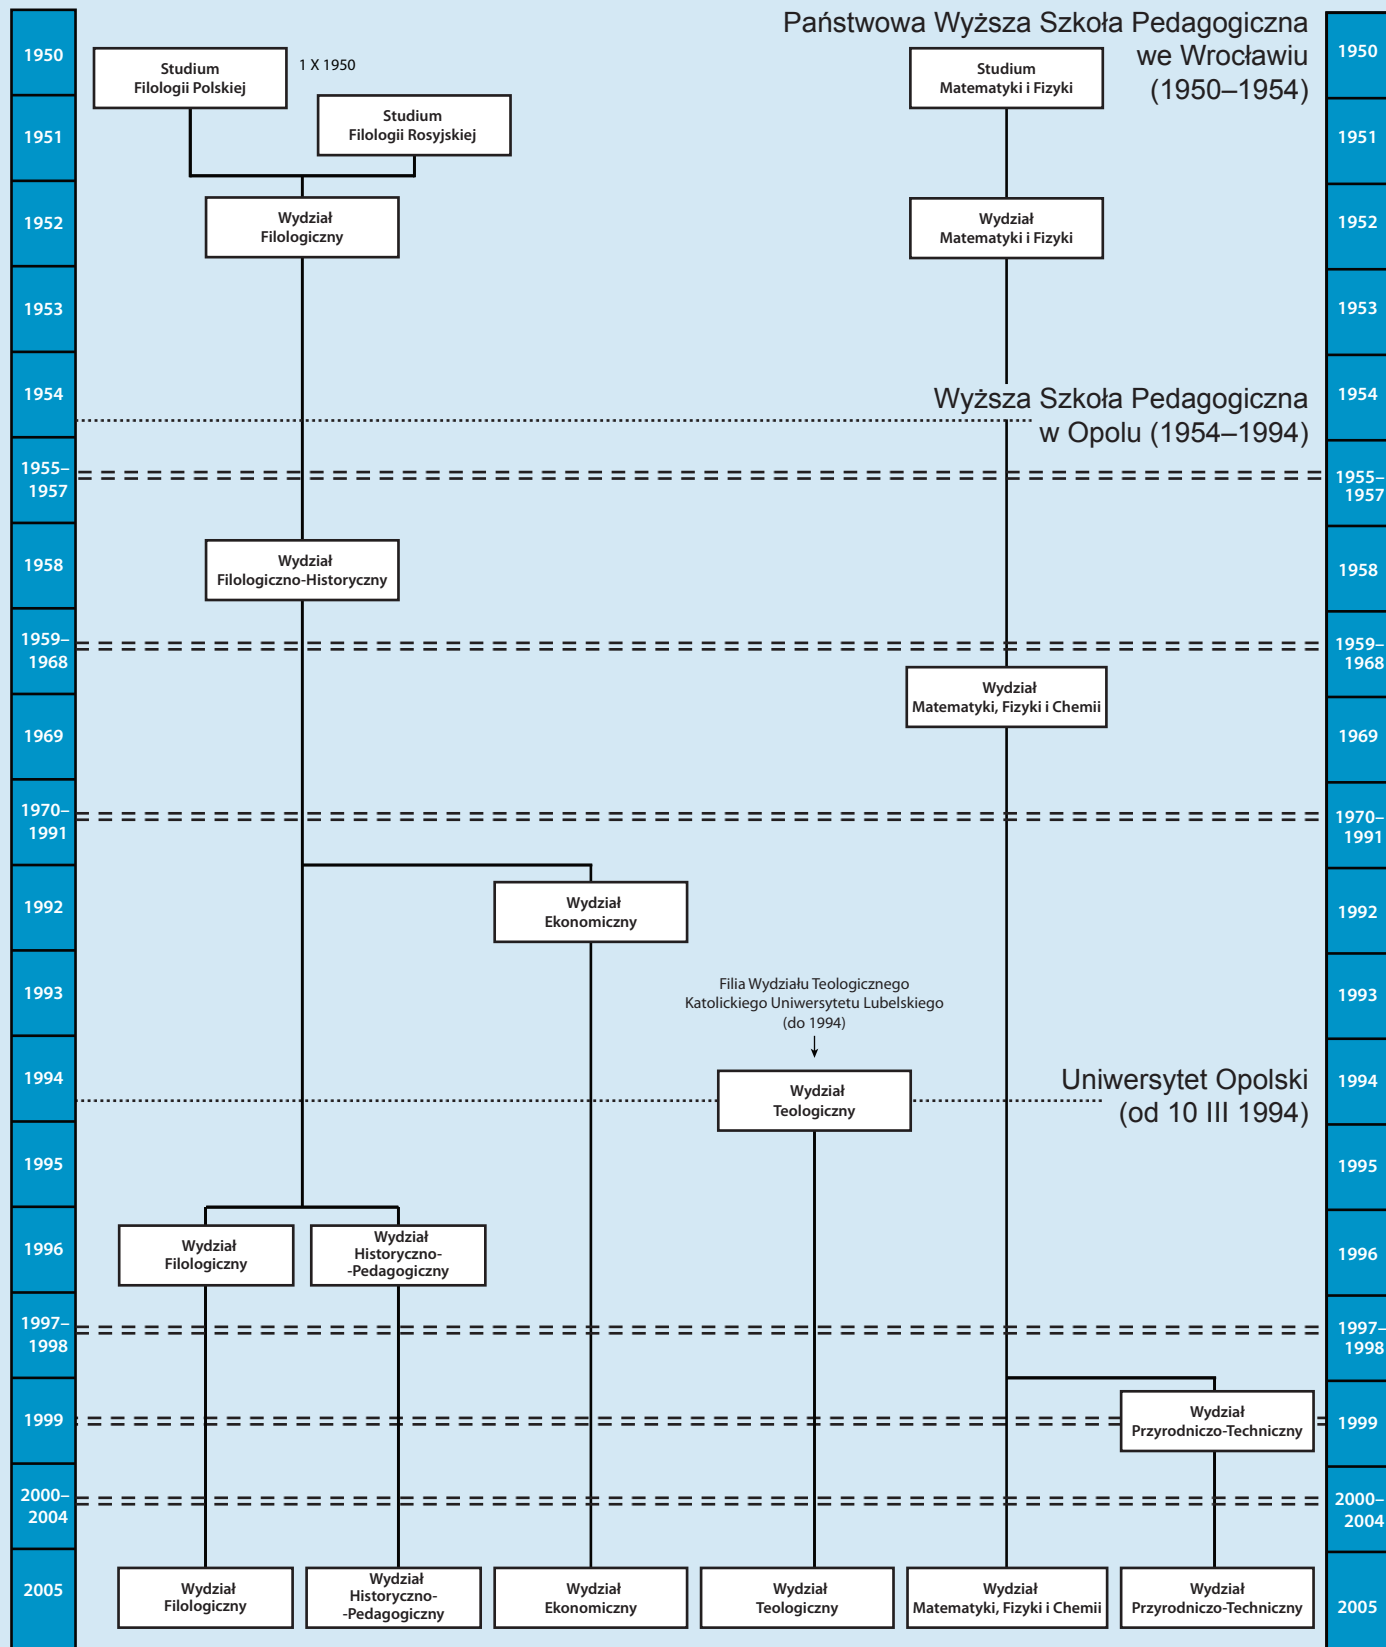 Państwowa Wyższa Szkoła Pedagogiczna
we Wrocławiu
(1950–1954)
1950
1950
Studium
Filologii Polskiej
1 X 1950
Studium
Matematyki i Fizyki
1951
1951
Studium
Filologii Rosyjskiej
1952
1952
Wydział
Filologiczny
Wydział
Matematyki i Fizyki
1953
1953
1954
1954
Wyższa Szkoła Pedagogiczna
w Opolu (1954–1994)
1955–
1957
1955–
1957
1958
1958
Wydział
Filologiczno-Historyczny
1959–
1968
1959–
1968
Wydział
Matematyki, Fizyki i Chemii
1969
1969
1970–
1991
1970–
1991
1992
1992
Wydział
Ekonomiczny
1993
1993
Filia Wydziału Teologicznego
Katolickiego Uniwersytetu Lubelskiego
(do 1994)
1994
1994
Wydział
Teologiczny
Uniwersytet Opolski
(od 10 III 1994)
1995
1995
1996
1996
Wydział
Filologiczny
Wydział
Historyczno-
-Pedagogiczny
1997–
1998
1997–
1998
1999
1999
Wydział
Przyrodniczo-Techniczny
2000–
2004
2000–
2004
2005
2005
Wydział
Filologiczny
Wydział
Historyczno-
-Pedagogiczny
Wydział
Ekonomiczny
Wydział
Teologiczny
Wydział
Matematyki, Fizyki i Chemii
Wydział
Przyrodniczo-Techniczny